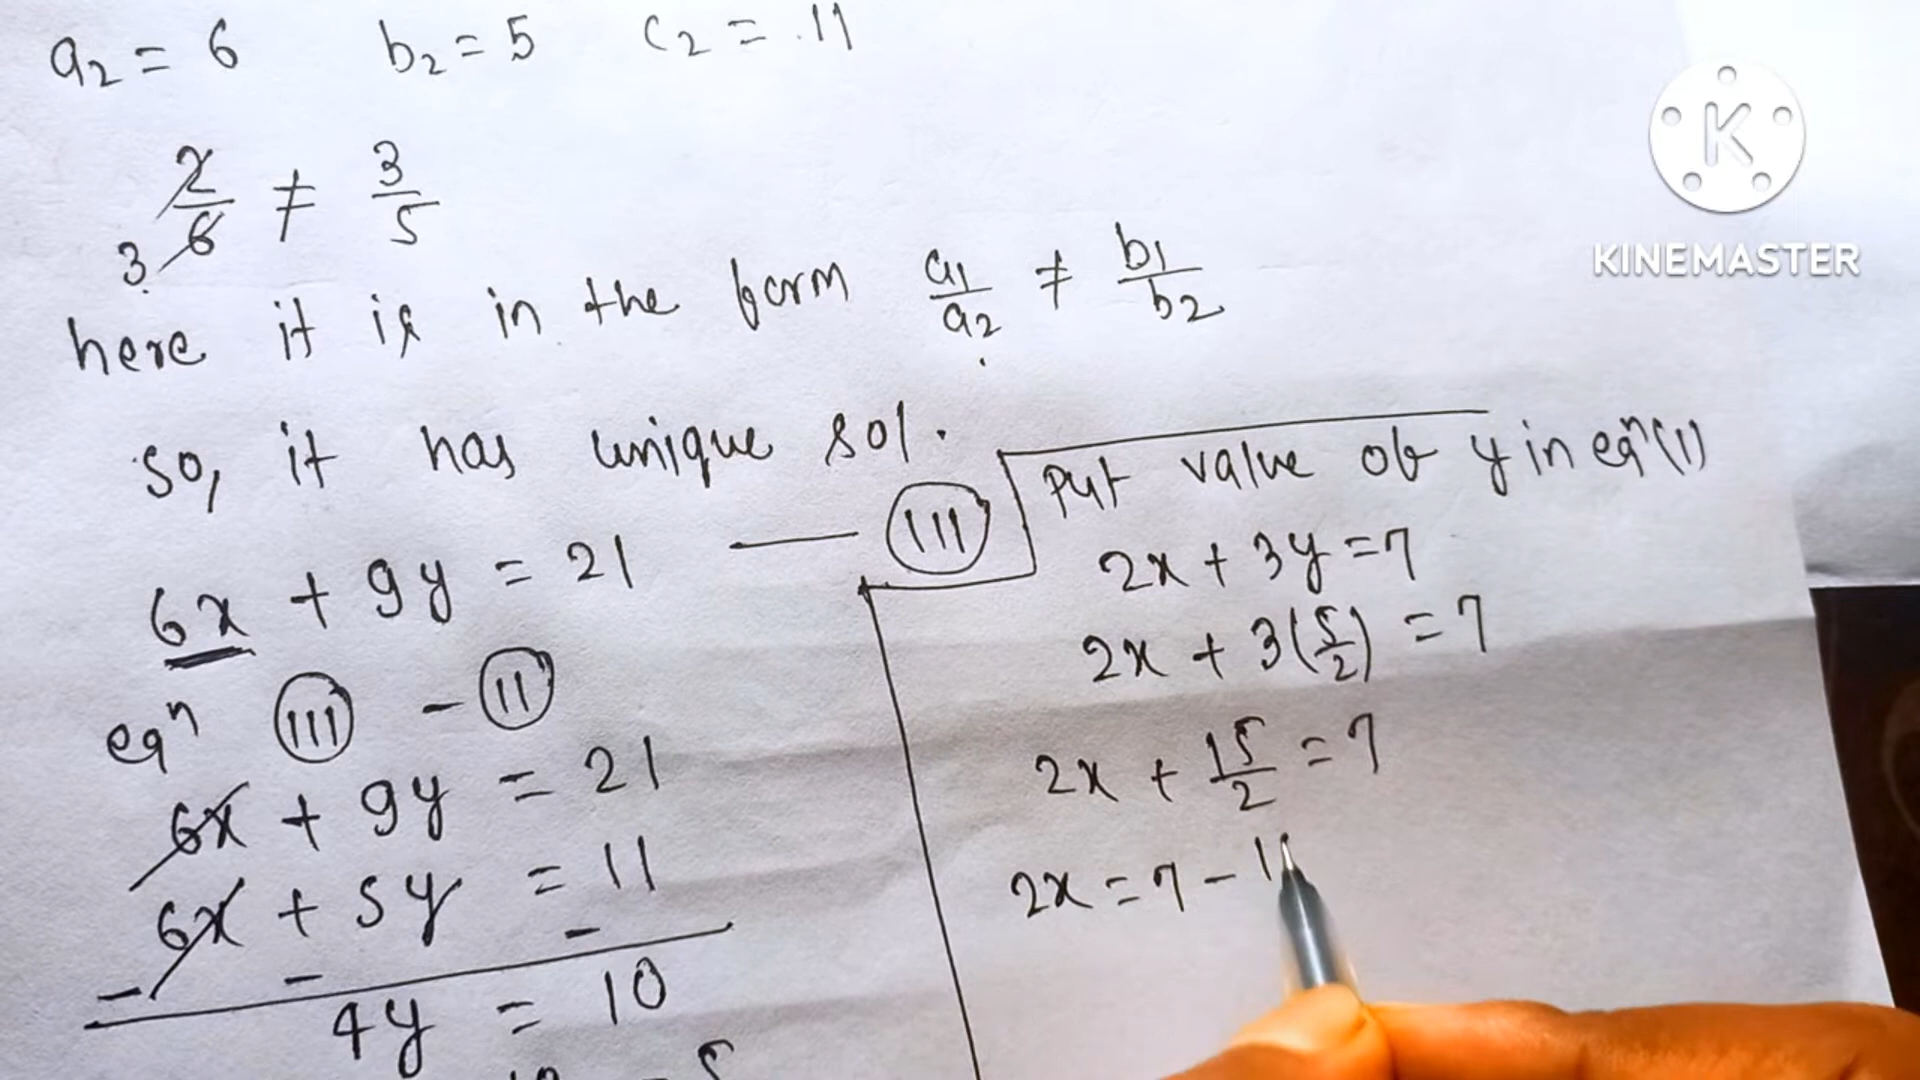 a2 = 6 b2 = 5 c2 = .11
2/6 ≠ 3/5
3
here it is in the form a1/a2 ≠ b1/b2
So, it has unique sol.
6x + 9y = 21 — III
eqn III - II
6x + 9y = 21
6x + 5y = 11
- - -
4y = 10
Put value of y in eqn (1)
2x + 3y = 7
2x + 3(5/2) = 7
2x + 15/2 = 7
2x = 7 - 1
K
KINEMASTER